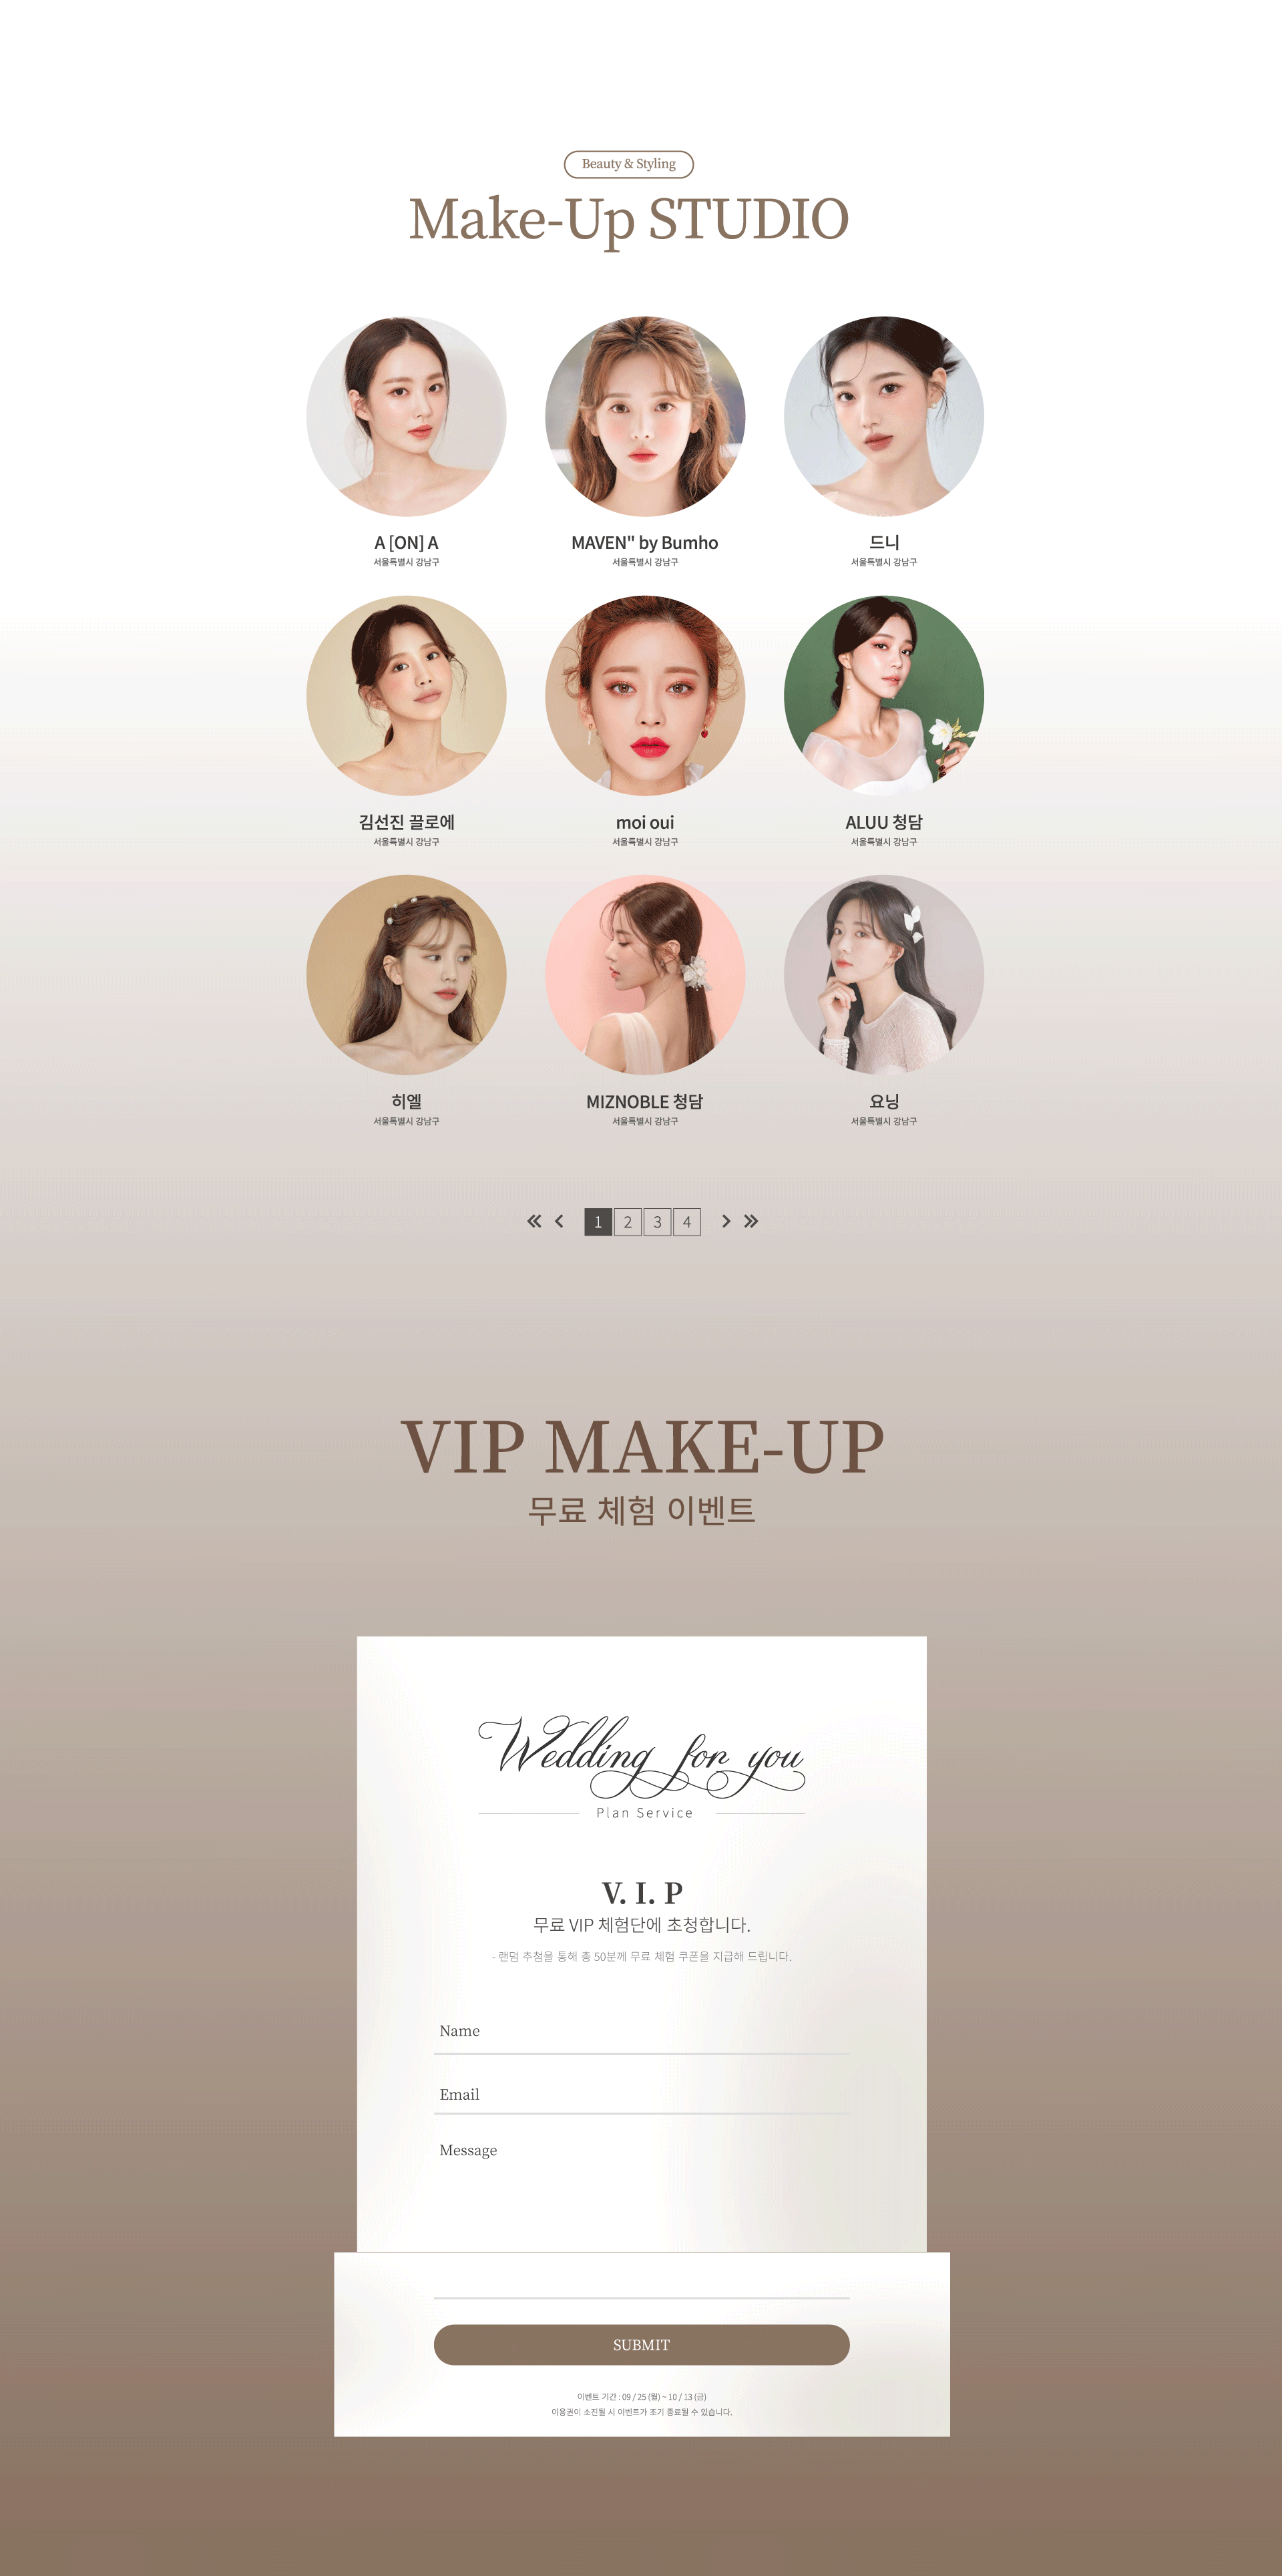 Beauty & Styling
Make-Up STUDIO
A [ON] A
서울특별시 강남구
MAVEN" by Bumho
서울특별시 강남구
드니
서울특별시 강남구
김선진 끌로에
서울특별시 강남구
moi oui
서울특별시 강남구
ALUU 청담
서울특별시 강남구
히엘
서울특별시 강남구
MIZNOBLE 청담
서울특별시 강남구
요닝
서울특별시 강남구
1 2 3 4
VIP MAKE-UP
무료 체험 이벤트
Wedding for you
Plan Service
V. I. P
무료 VIP 체험단에 초청합니다.
- 랜덤 추첨을 통해 총 50분께 무료 체험 쿠폰을 지급해 드립니다.
Name
Email
Message
SUBMIT
이벤트 기간 : 09 / 25 (월) ~ 10 / 13 (금)
이용권이 소진될 시 이벤트가 조기 종료될 수 있습니다.